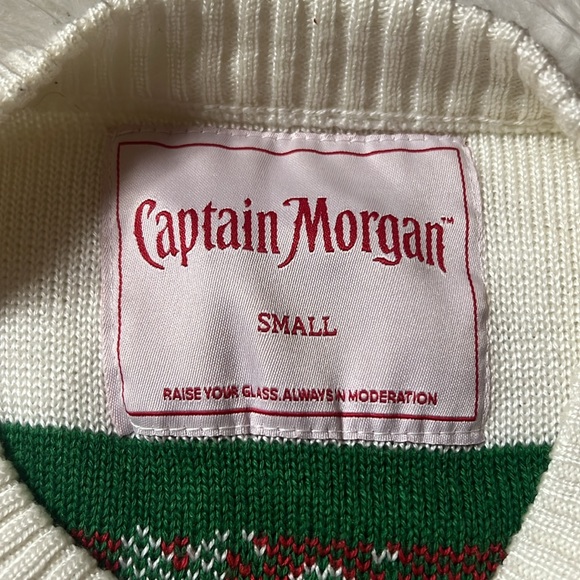 Captain Morgan™
SMALL
RAISE YOUR GLASS. ALWAYS IN MODERATION